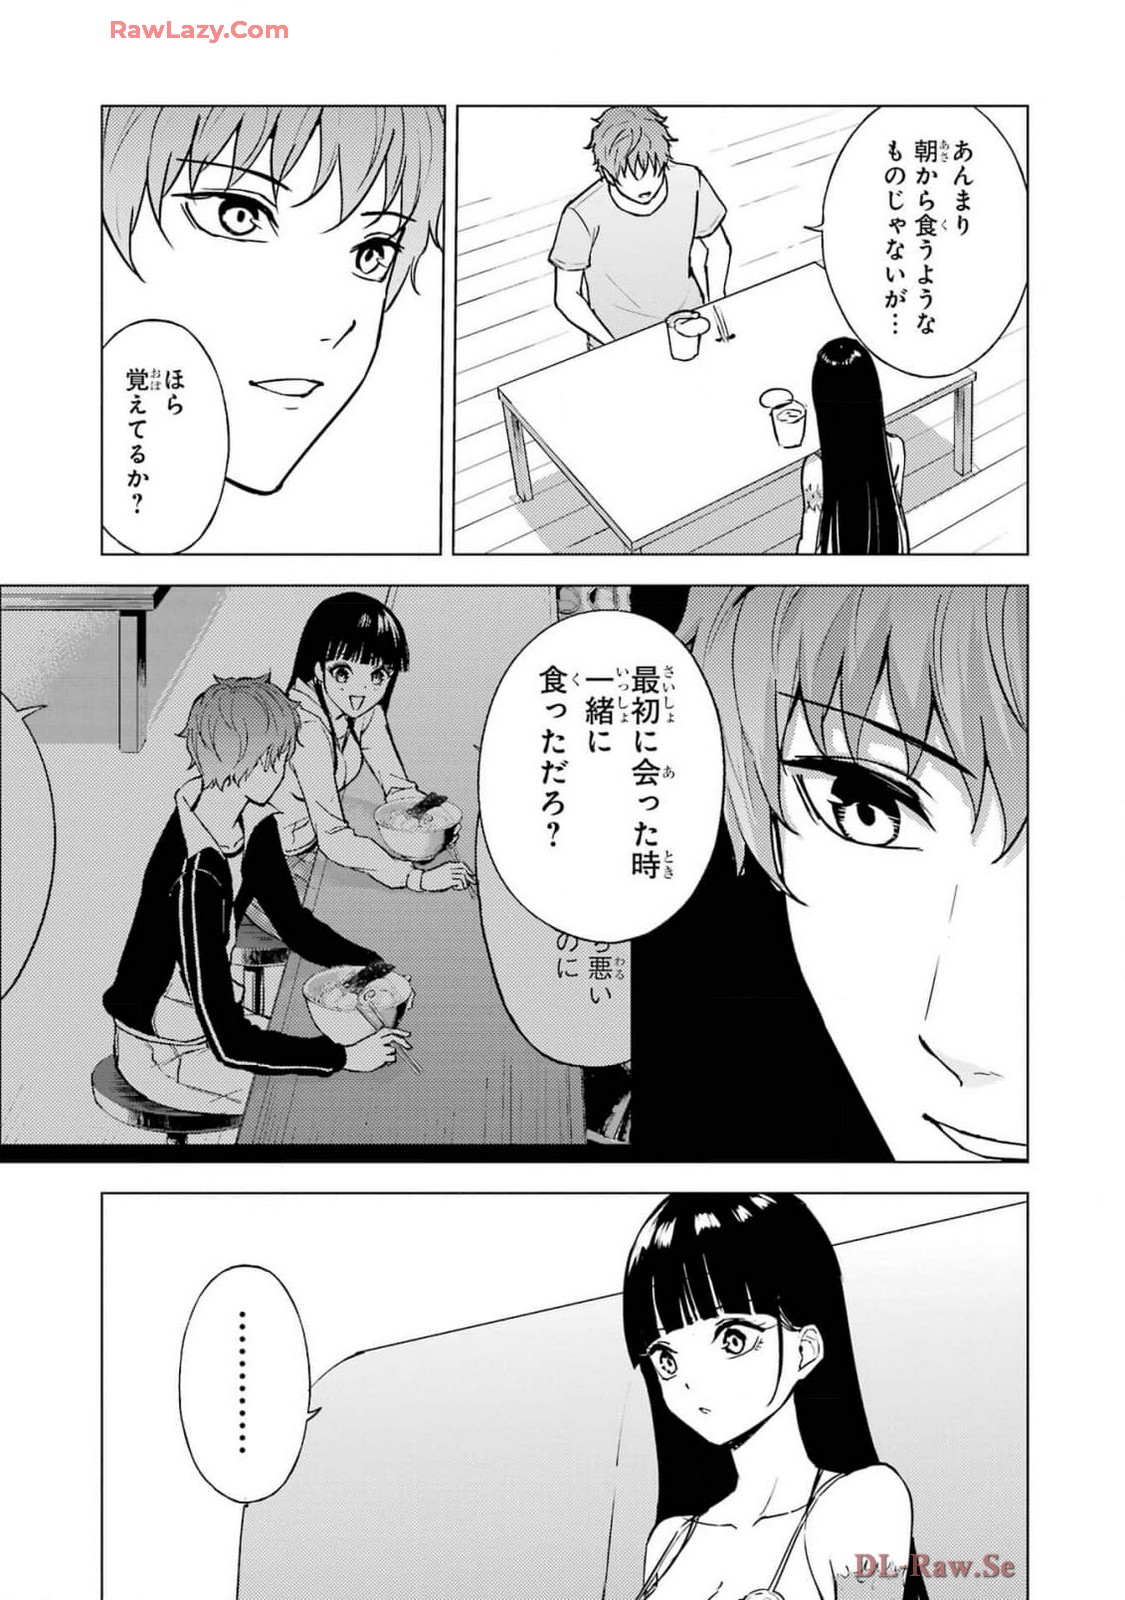 RawLazy.Com
あんまり
朝から食うような
ものじゃないが…
ほら
覚えてるか？
最初に会った時
一緒に
食っただろ？
ら悪い
のに
…………
DL-Raw.Se